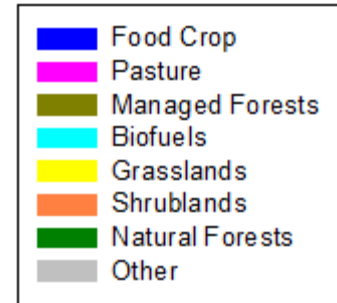 Food Crop
Pasture
Managed Forests
Biofuels
Grasslands
Shrublands
Natural Forests
Other